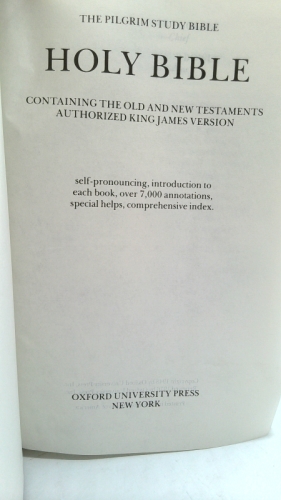 THE PILGRIM STUDY BIBLE
HOLY BIBLE
CONTAINING THE OLD AND NEW TESTAMENTS
AUTHORIZED KING JAMES VERSION
self-pronouncing, introduction to
each book, over 7,000 annotations,
special helps, comprehensive index.
OXFORD UNIVERSITY PRESS
NEW YORK